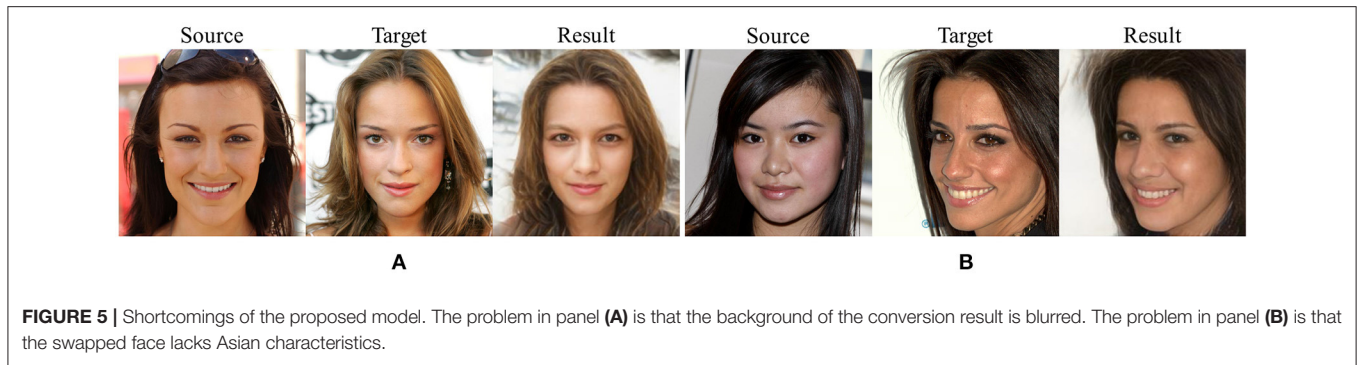 Source Target Result Source Target Result
A B
FIGURE 5 | Shortcomings of the proposed model. The problem in panel (A) is that the background of the conversion result is blurred. The problem in panel (B) is that
the swapped face lacks Asian characteristics.